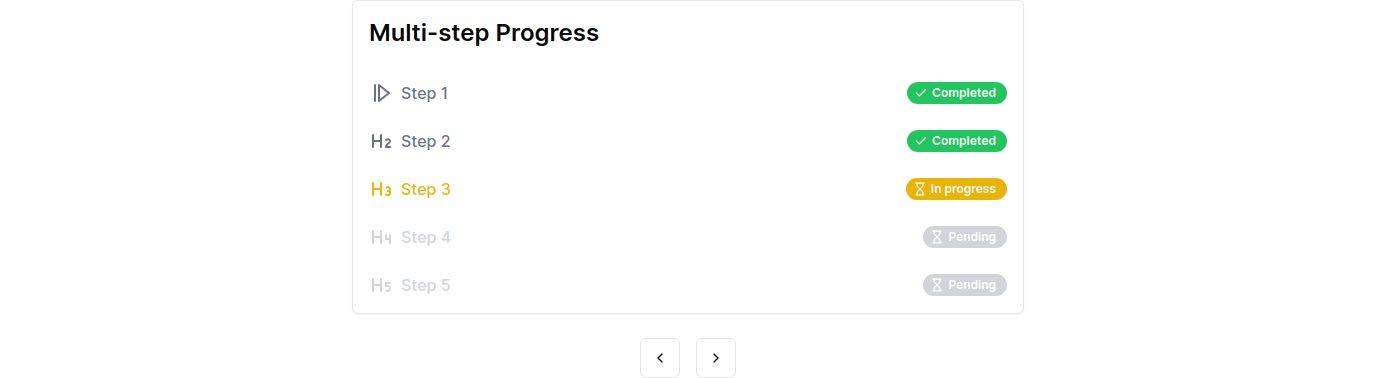 Multi-step Progress
Step 1 Completed
H2 Step 2 Completed
H3 Step 3 In progress
H4 Step 4 Pending
H5 Step 5 Pending